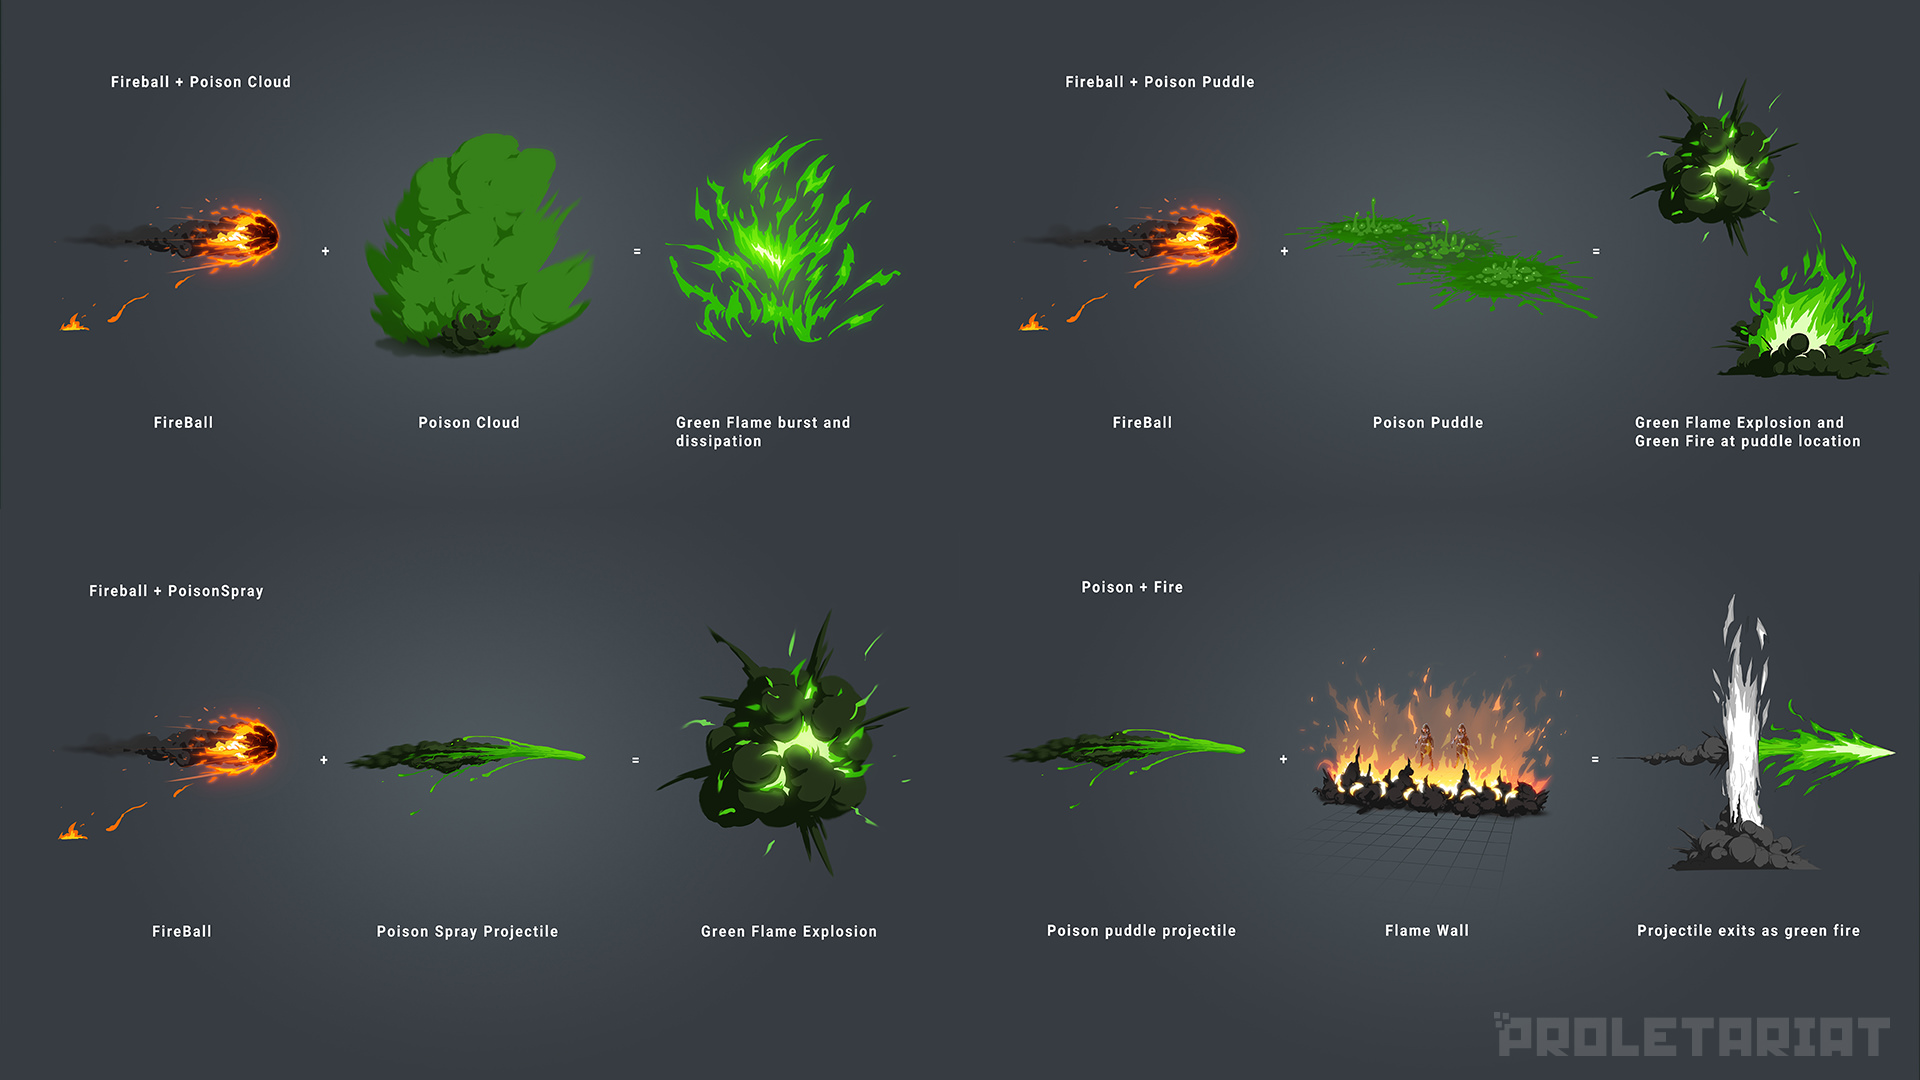 Fireball + Poison Cloud
+
=
FireBall
Poison Cloud
Green Flame burst and
dissipation
Fireball + Poison Puddle
+
=
FireBall
Poison Puddle
Green Flame Explosion and
Green Fire at puddle location
Fireball + PoisonSpray
+
=
FireBall
Poison Spray Projectile
Green Flame Explosion
Poison + Fire
+
=
Poison puddle projectile
Flame Wall
Projectile exits as green fire
PROLETARIAT